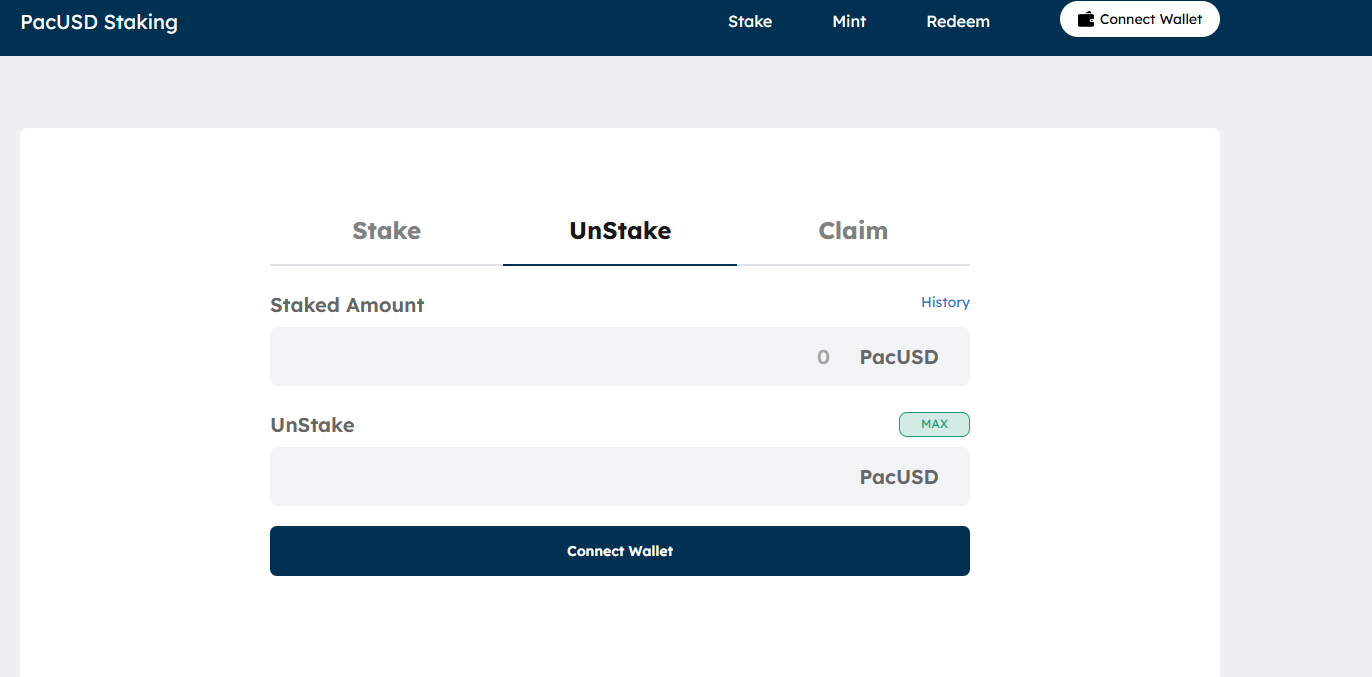 PacUSD Staking
Stake
Mint
Redeem
Connect Wallet
Stake
UnStake
Claim
Staked Amount
History
0 PacUSD
UnStake
MAX
PacUSD
Connect Wallet